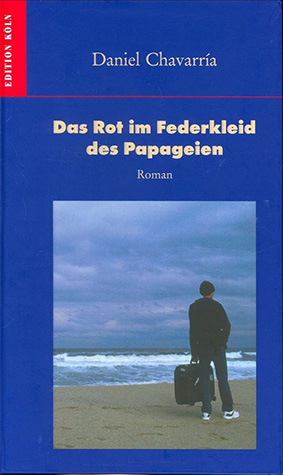 EDITION KÖLN
Daniel Chavarría
Das Rot im Federkleid
des Papageien
Roman